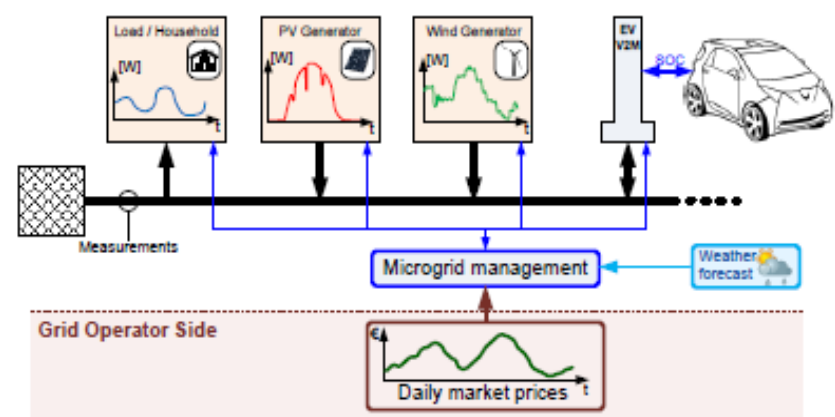 Load / Household
[W]
t
PV Generator
[W]
t
Wind Generator
[W]
t
EV
V2M
SOC
Measurements
Microgrid management
Weather
forecast
Grid Operator Side
€
t
Daily market prices